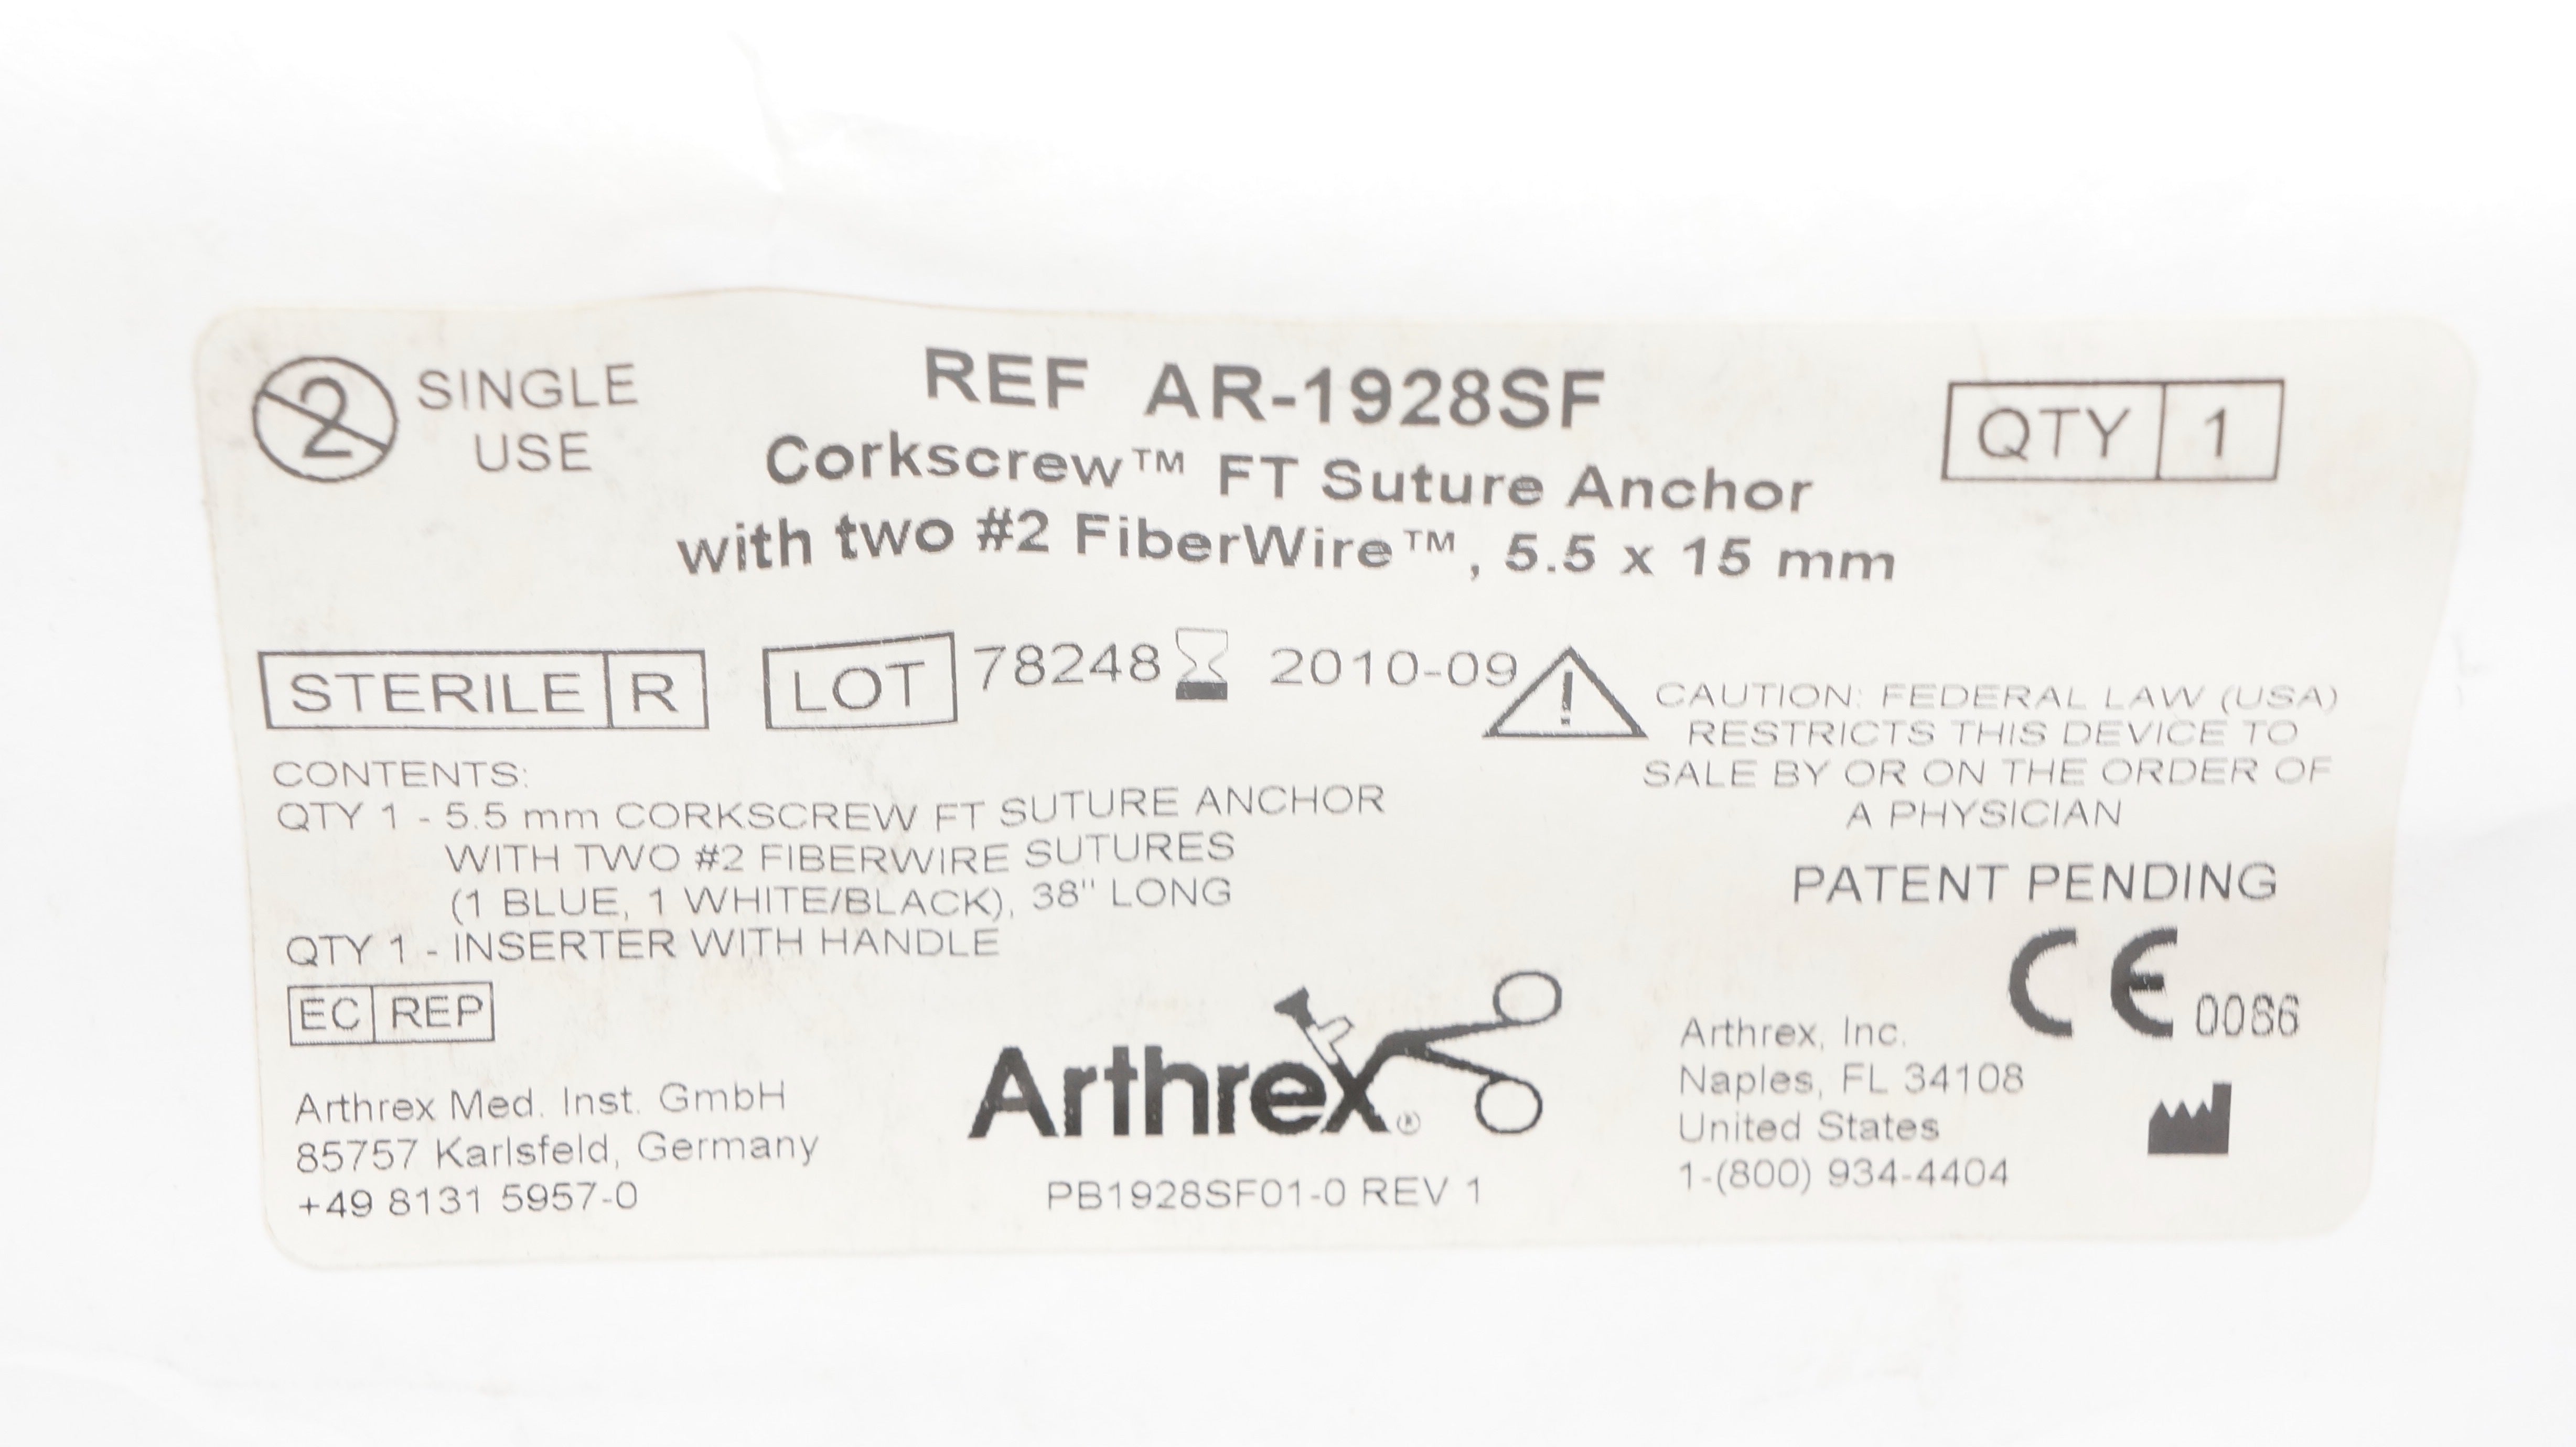 2 SINGLE USE
REF AR-1928SF
QTY 1
Corkscrew™ FT Suture Anchor
with two #2 FiberWire™, 5.5 x 15 mm
STERILE R
LOT 78248 2010-09
! CAUTION: FEDERAL LAW (USA)
RESTRICTS THIS DEVICE TO
SALE BY OR ON THE ORDER OF
A PHYSICIAN
CONTENTS:
QTY 1 - 5.5 mm CORKSCREW FT SUTURE ANCHOR
WITH TWO #2 FIBERWIRE SUTURES
(1 BLUE, 1 WHITE/BLACK), 38" LONG
QTY 1 - INSERTER WITH HANDLE
PATENT PENDING
CE 0086
EC REP
Arthrex Med. Inst. GmbH
85757 Karlsfeld, Germany
+49 8131 5957-0
Arthrex®
PB1928SF01-0 REV 1
Arthrex, Inc.
Naples, FL 34108
United States
1-(800) 934-4404